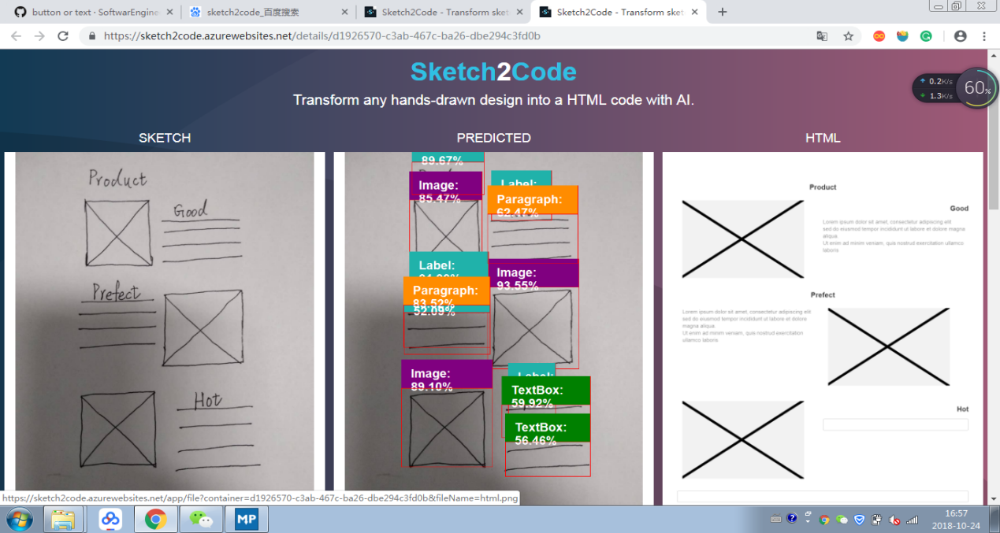 button or text · SoftwarEngine
sketch2code_百度搜索
Sketch2Code - Transform sket
Sketch2Code - Transform sket
https://sketch2code.azurewebsites.net/details/d1926570-c3ab-467c-ba26-dbe294c3fd0b
Sketch2Code
Transform any hands-drawn design into a HTML code with AI.
0.2K/s
1.3K/s
60%
SKETCH
PREDICTED
HTML
Product
Good
Prefect
Hot
89.67%
Image:
85.47%
Label:
Paragraph:
62.47%
Label:
Image:
93.55%
Paragraph:
83.52%
52.69%
Image:
89.10%
Label:
TextBox:
59.92%
TextBox:
56.46%
Product
Good
Lorem ipsum dolor sit amet, consectetur adipiscing elit
sed do eiusmod tempor incididunt ut labore et dolore magna
aliqua.
Ut enim ad minim veniam, quis nostrud exercitation ullamco
laboris
Prefect
Lorem ipsum dolor sit amet, consectetur adipiscing elit
sed do eiusmod tempor incididunt ut labore et dolore
magna aliqua.
Ut enim ad minim veniam, quis nostrud exercitation
ullamco laboris
Hot
https://sketch2code.azurewebsites.net/app/file?container=d1926570-c3ab-467c-ba26-dbe294c3fd0b&fileName=html.png
MP
16:57
2018-10-24